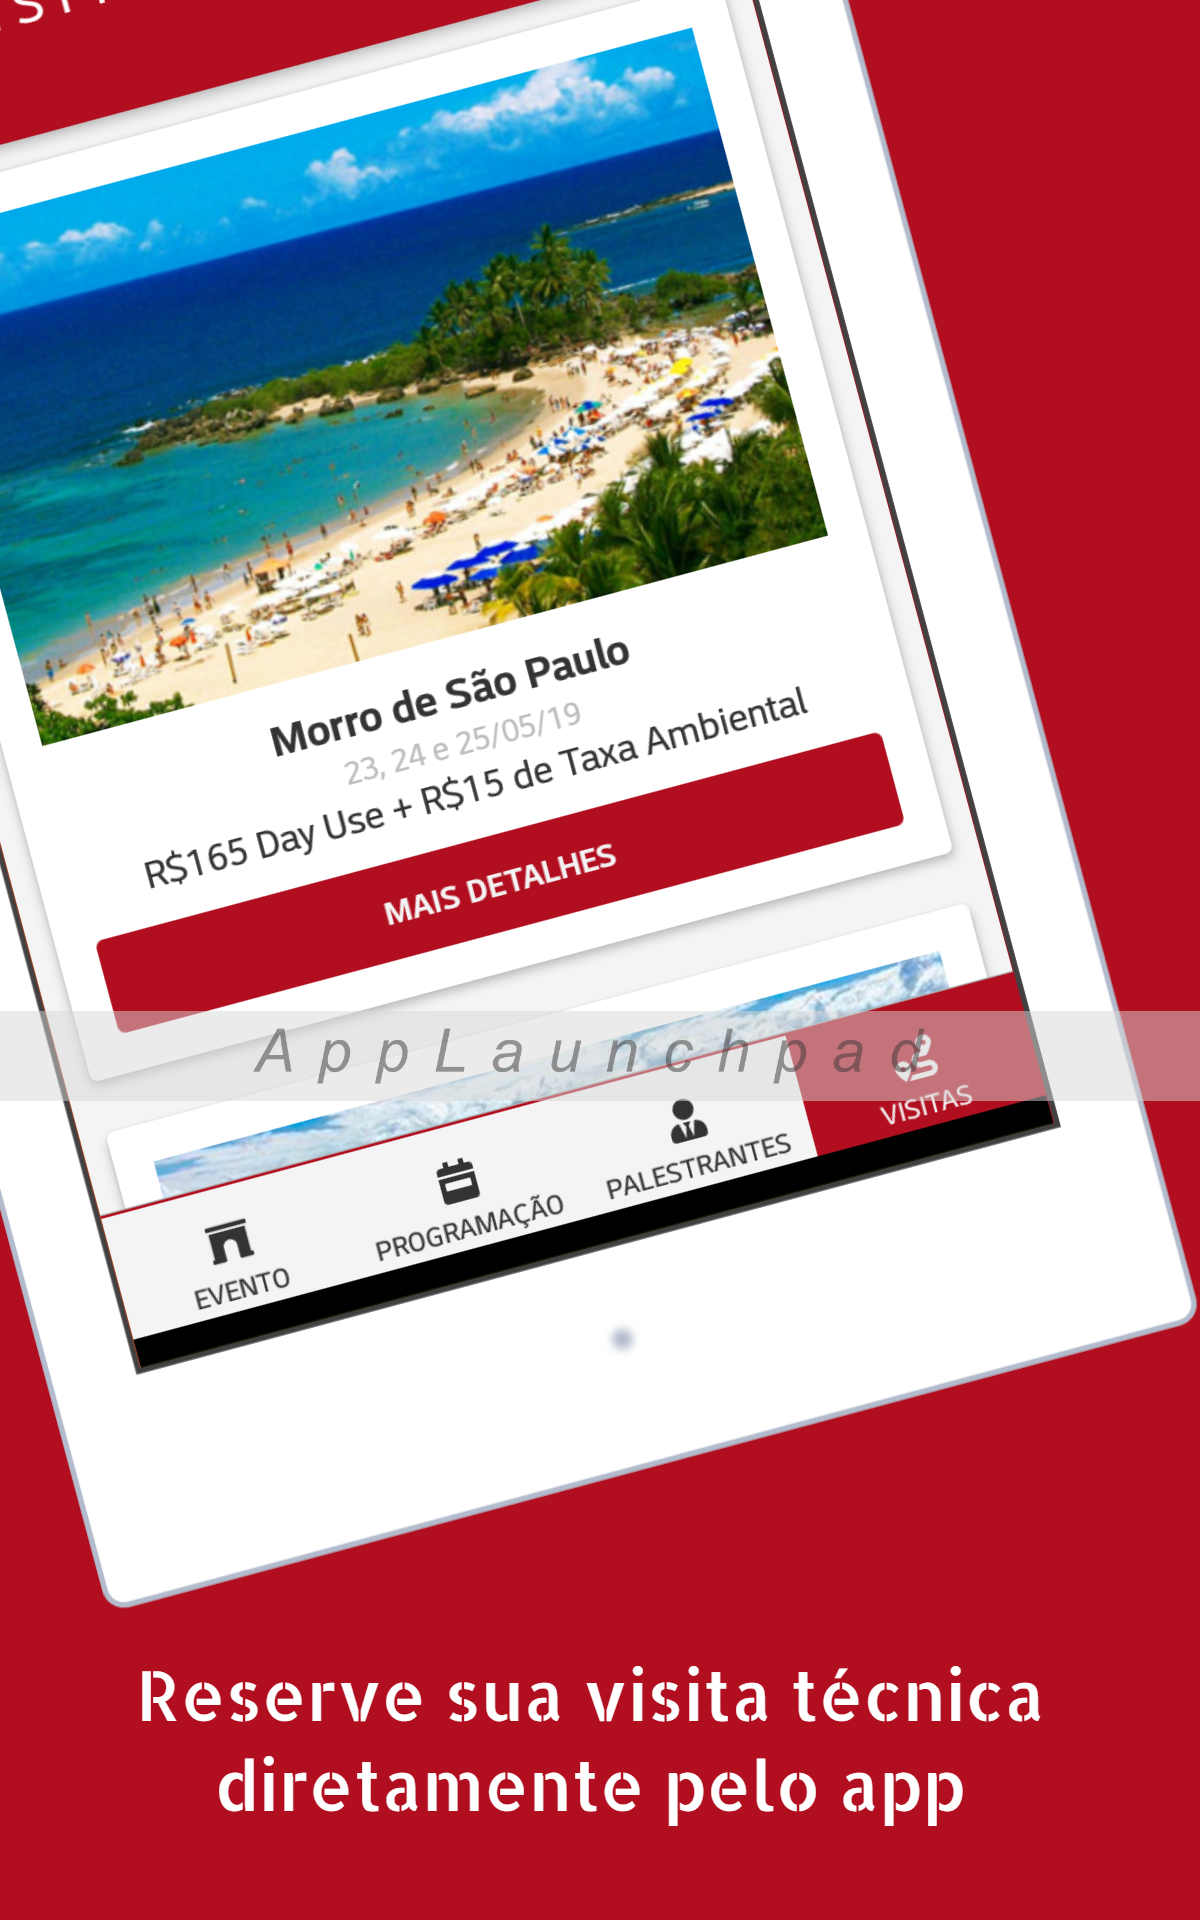 Morro de São Paulo
23, 24 e 25/05/19
R$165 Day Use + R$15 de Taxa Ambiental
MAIS DETALHES
AppLaunchpad
EVENTO
PROGRAMAÇÃO
PALESTRANTES
VISITAS
Reserve sua visita técnica
diretamente pelo app